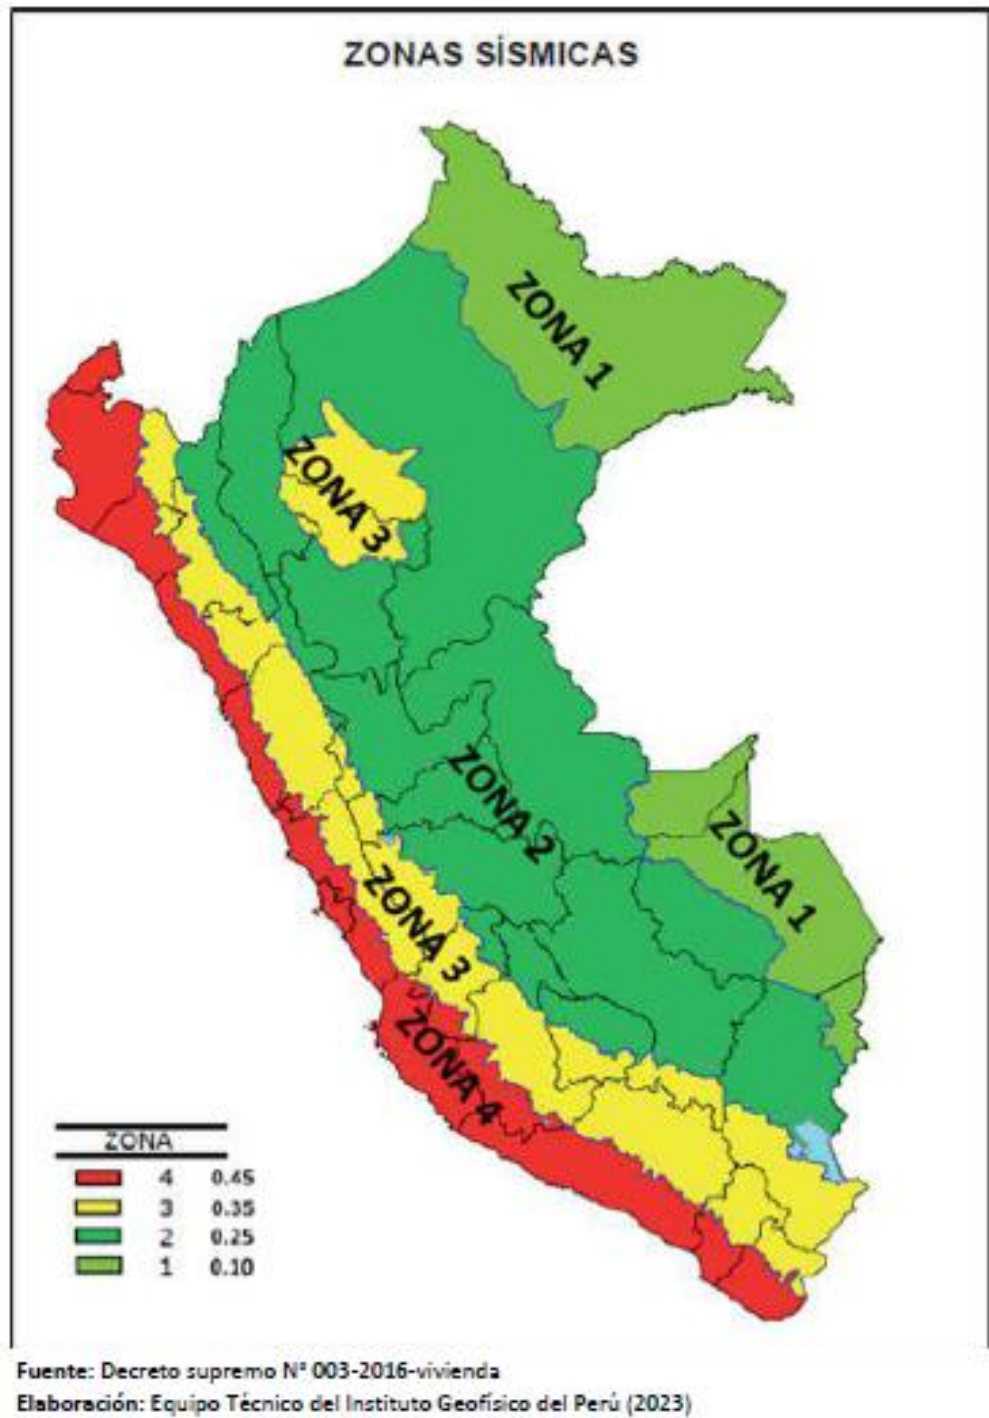 ZONAS SÍSMICAS
ZONA 1
ZONA 3
ZONA 2
ZONA 1
ZONA 3
ZONA 4
ZONA
4 0.45
3 0.35
2 0.25
1 0.10
Fuente: Decreto supremo N° 003-2016-vivienda
Elaboración: Equipo Técnico del Instituto Geofísico del Perú (2023)